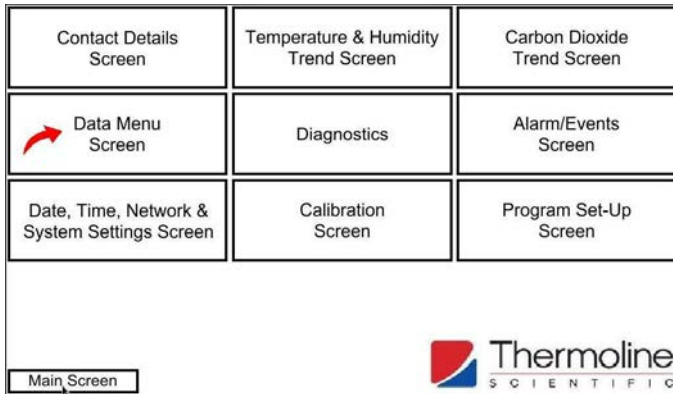 Contact Details
Screen
Temperature & Humidity
Trend Screen
Carbon Dioxide
Trend Screen
Data Menu
Screen
Diagnostics
Alarm/Events
Screen
Date, Time, Network &
System Settings Screen
Calibration
Screen
Program Set-Up
Screen
Main Screen
Thermoline
SCIENTIFIC